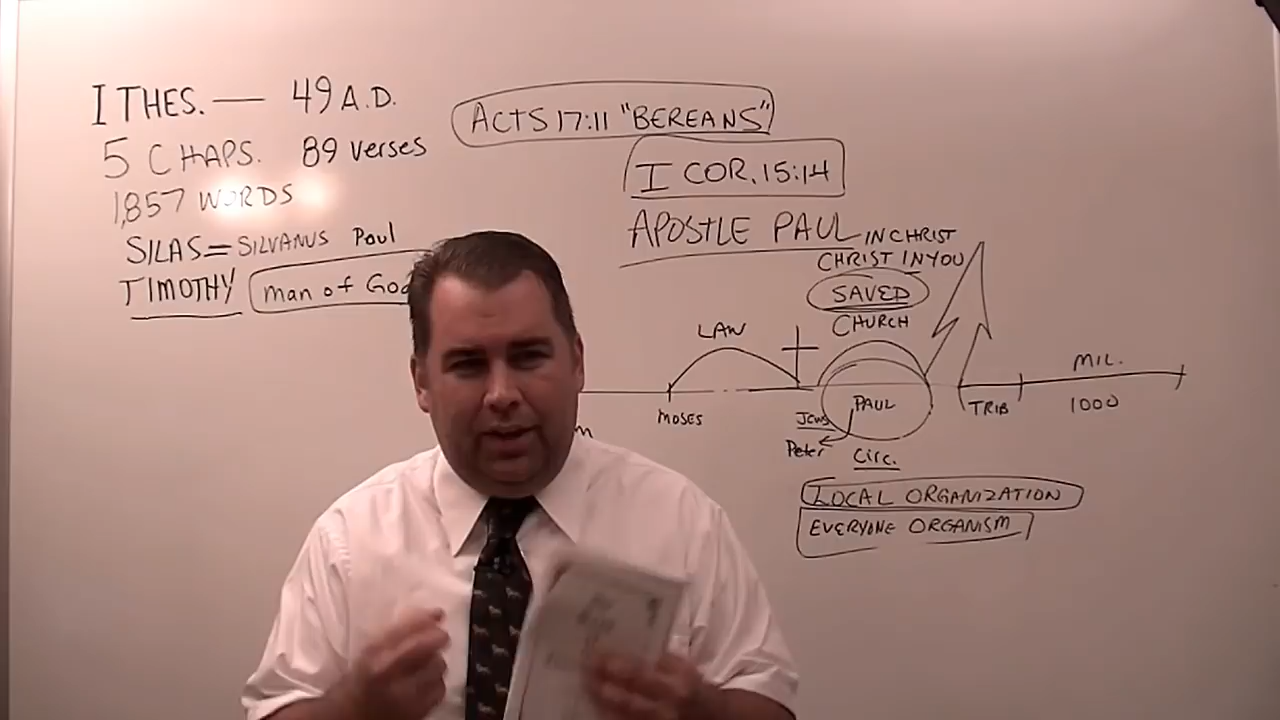 I THES. — 49 A.D.
5 CHAPS. 89 verses
1,857 WORDS
SILAS = SILVANUS Paul
TIMOTHY man of God
ACTS 17:11 "BEREANS"
I COR. 15:14
APOSTLE PAUL
IN CHRIST
CHRIST IN YOU
SAVED
CHURCH
LAW
MOSES
Jews
Peter
PAUL
Circ.
TRIB
MIL.
1000
LOCAL ORGANIZATION
EVERYONE ORGANISM